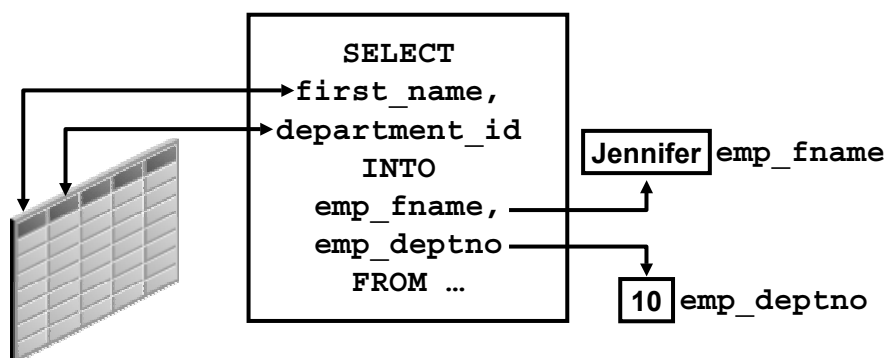 SELECT
first_name,
department_id
INTO
emp_fname,
emp_deptno
FROM …
Jennifer emp_fname
10 emp_deptno